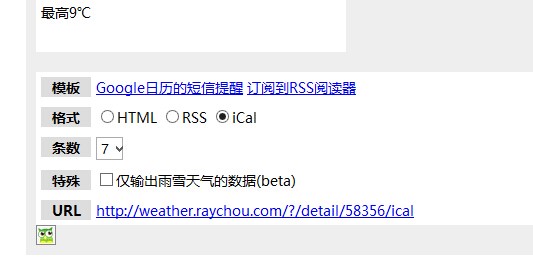 最高9℃
模板 Google日历的短信提醒 订阅到RSS阅读器
格式 HTML RSS iCal
条数 7
特殊 仅输出雨雪天气的数据(beta)
URL http://weather.raychou.com/?/detail/58356/ical